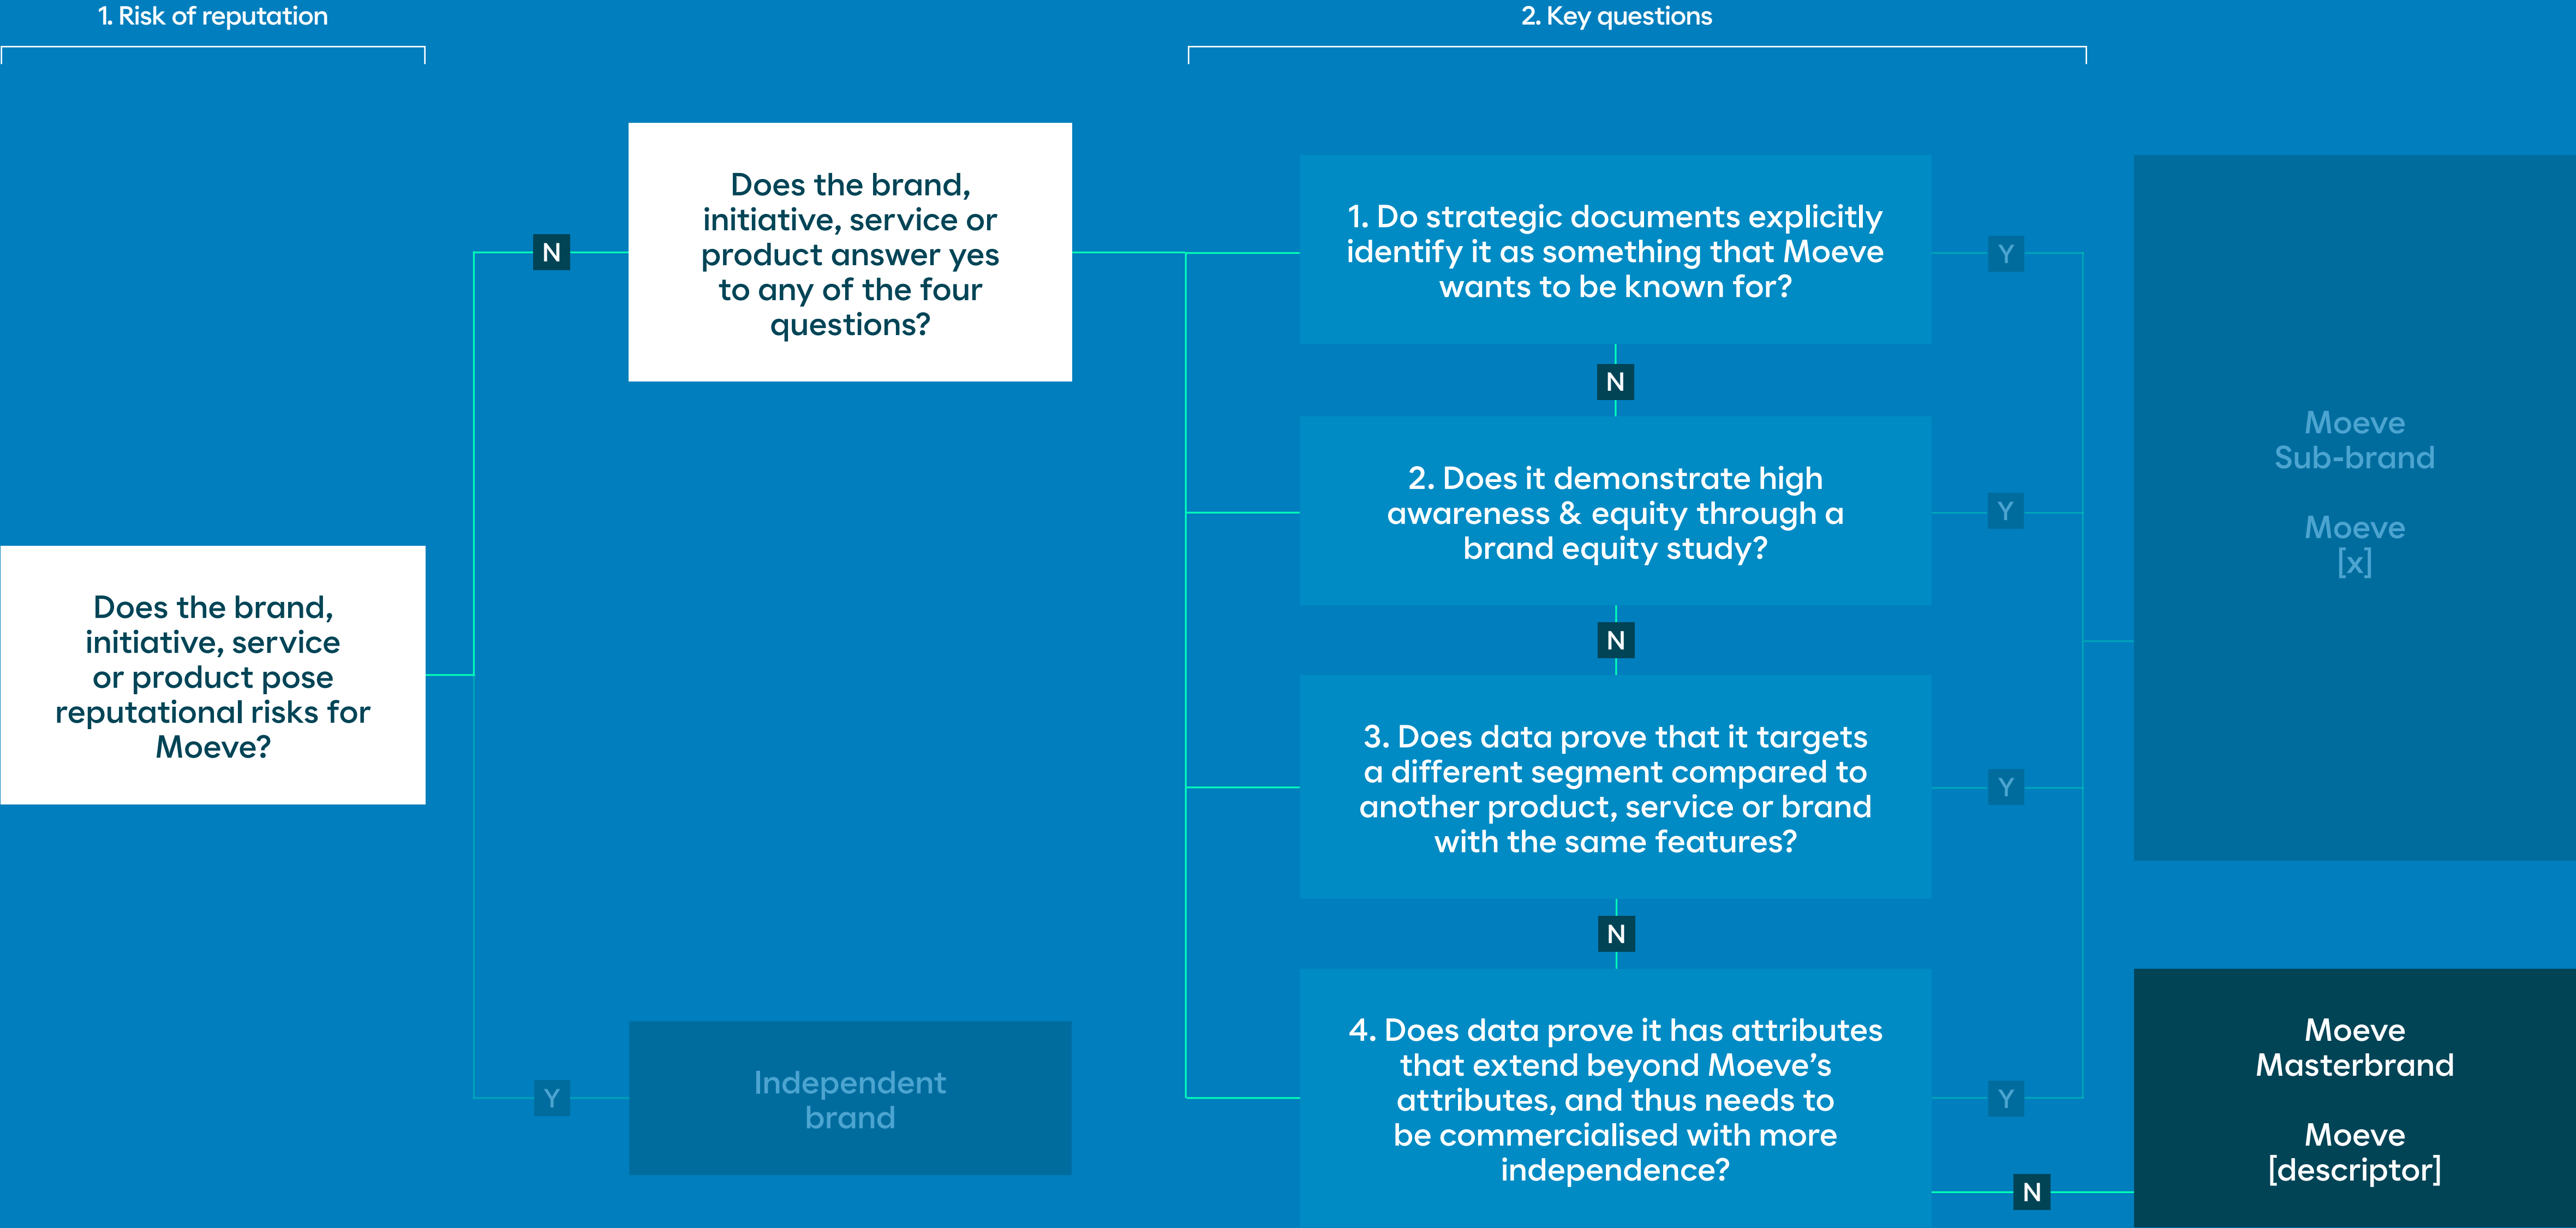 1. Risk of reputation
2. Key questions
Does the brand,
initiative, service
or product pose
reputational risks for
Moeve?
N
Does the brand,
initiative, service or
product answer yes
to any of the four
questions?
Y
Independent
brand
1. Do strategic documents explicitly
identify it as something that Moeve
wants to be known for?
Y
N
2. Does it demonstrate high
awareness & equity through a
brand equity study?
Y
N
3. Does data prove that it targets
a different segment compared to
another product, service or brand
with the same features?
Y
N
4. Does data prove it has attributes
that extend beyond Moeve’s
attributes, and thus needs to
be commercialised with more
independence?
Y
N
Moeve
Sub-brand
Moeve
[x]
Moeve
Masterbrand
Moeve
[descriptor]